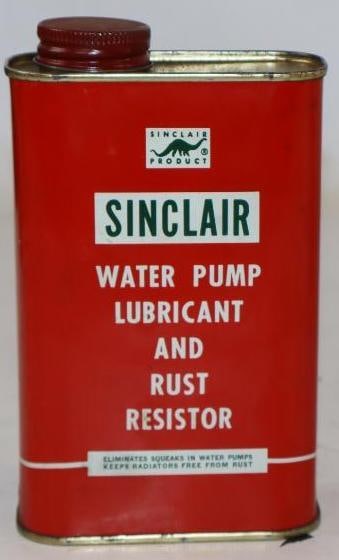 SINCLAIR
®
PRODUCT
SINCLAIR
WATER PUMP
LUBRICANT
AND
RUST
RESISTOR
ELIMINATES SQUEAKS IN WATER PUMPS
KEEPS RADIATORS FREE FROM RUST